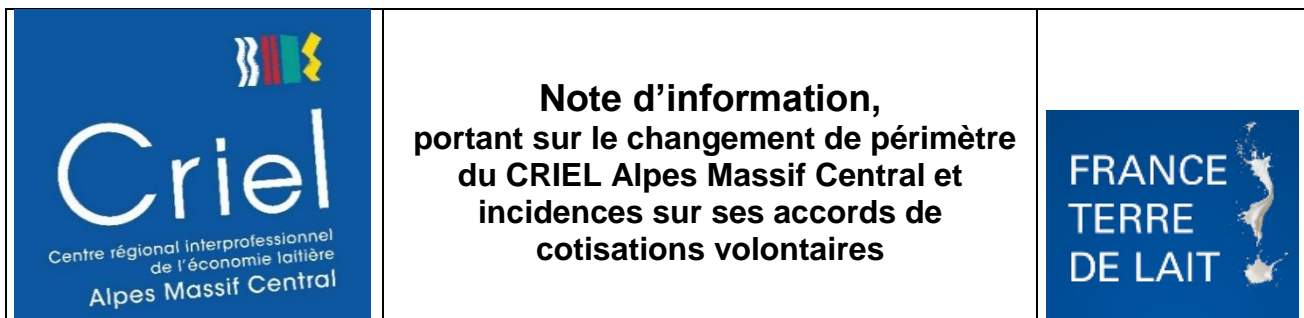 Criel
Centre régional interprofessionnel
de l'économie laitière
Alpes Massif Central
Note d'information,
portant sur le changement de périmètre
du CRIEL Alpes Massif Central et
incidences sur ses accords de
cotisations volontaires
FRANCE
TERRE
DE LAIT